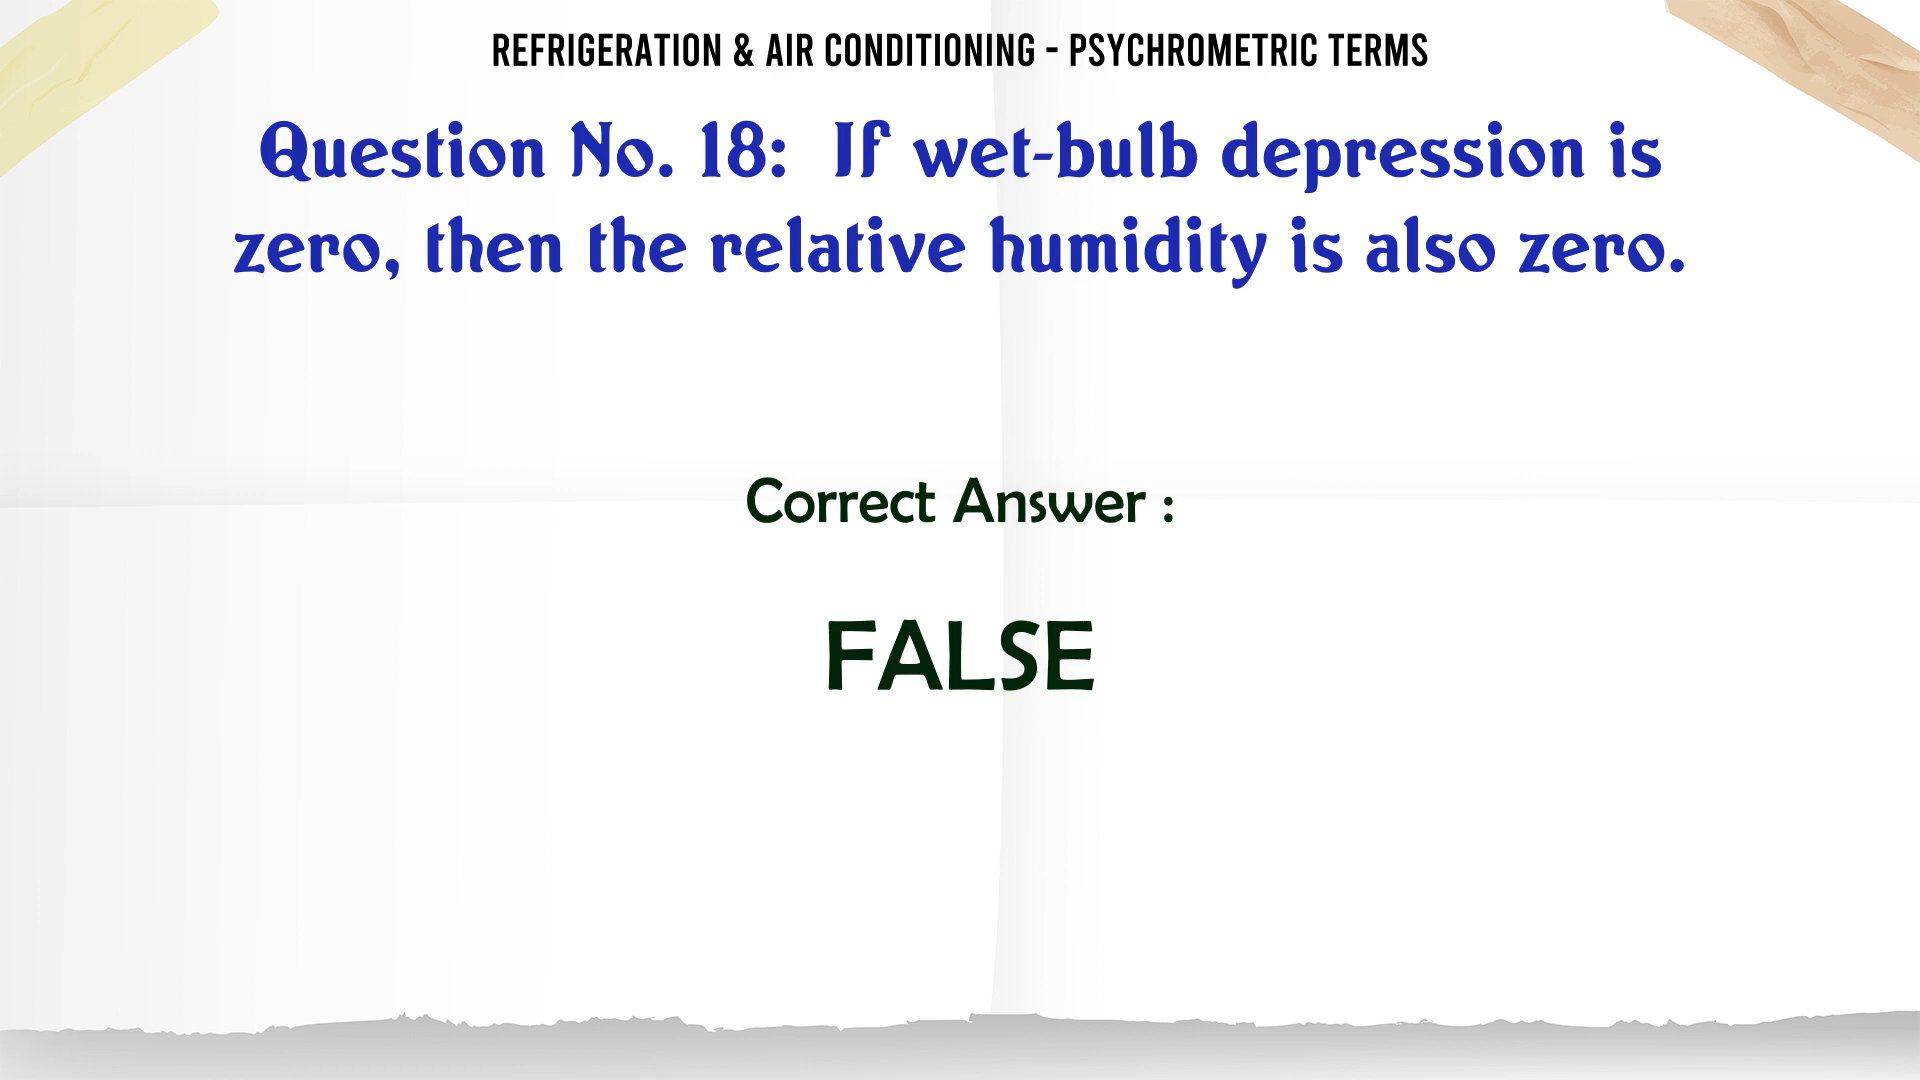 REFRIGERATION & AIR CONDITIONING - PSYCHROMETRIC TERMS
Question No. 18: If wet-bulb depression is
zero, then the relative humidity is also zero.
Correct Answer :
FALSE